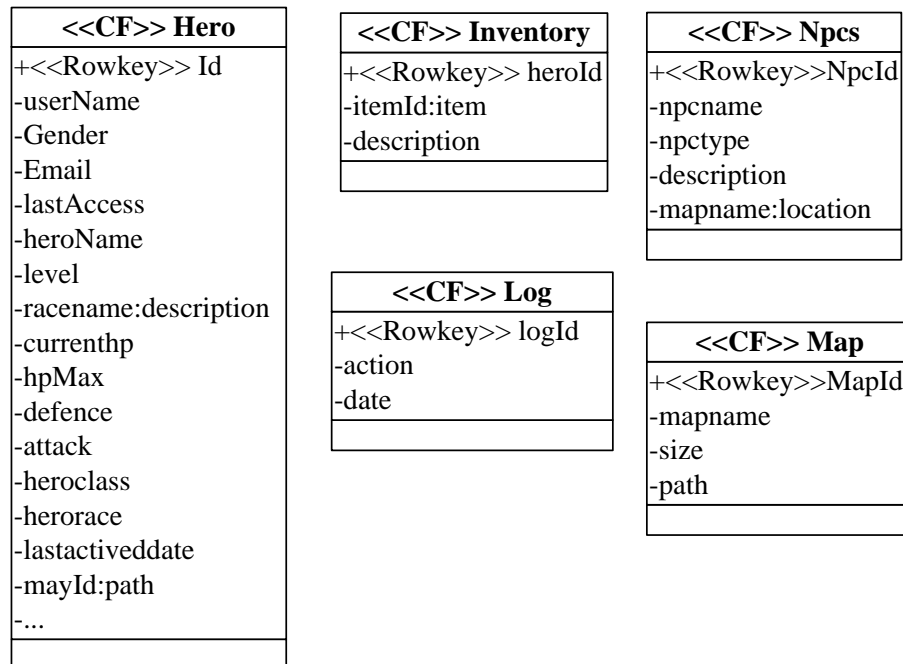 <<CF>> Hero
+<<Rowkey>> Id
-userName
-Gender
-Email
-lastAccess
-heroName
-level
-racename:description
-currenthp
-hpMax
-defence
-attack
-heroclass
-herorace
-lastactiveddate
-mayId:path
-...
<<CF>> Inventory
+<<Rowkey>> heroId
-itemId:item
-description
<<CF>> Log
+<<Rowkey>> logId
-action
-date
<<CF>> Npcs
+<<Rowkey>>NpcId
-npcname
-npctype
-description
-mapname:location
<<CF>> Map
+<<Rowkey>>MapId
-mapname
-size
-path